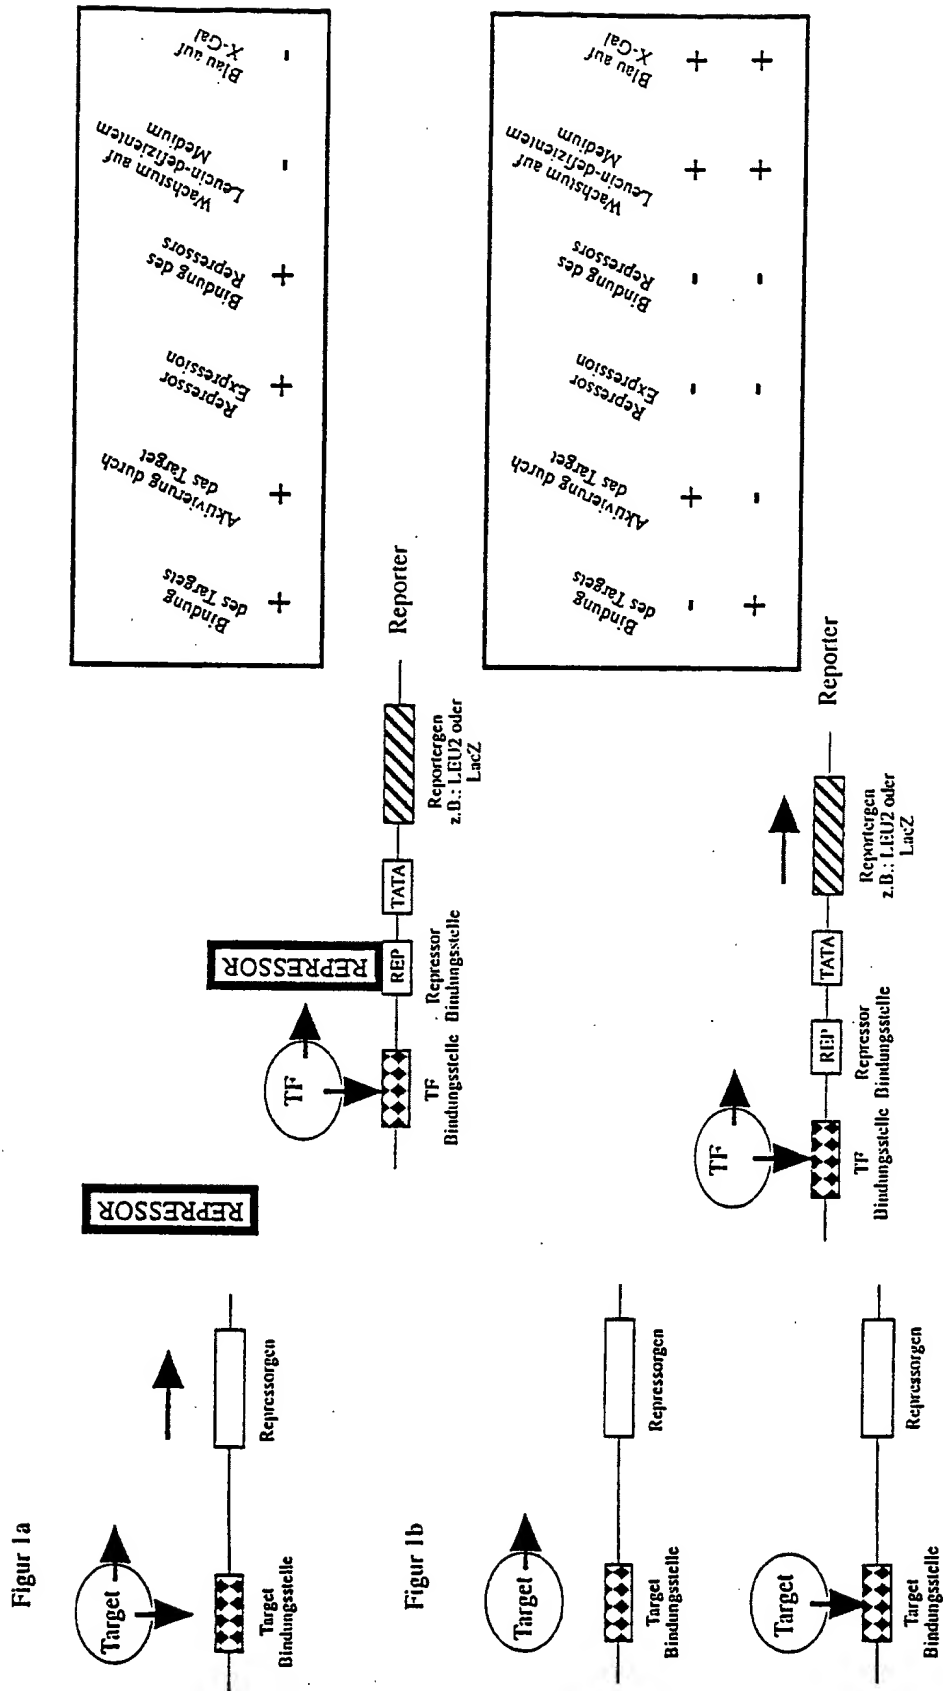 Figur 1a
Target
Target
Bindungsstelle
Repressorgen
REPRESSOR
TF
REPRESSOR
REP
TATA
TF
Bindungsstelle
Repressor
Bindungsstelle
Reportergen
z.B.: LEU2 oder
LacZ
Reporter
Bindung
des Targets
Aktivierung durch
das Target
Repressor
Expression
Bindung des
Repressors
Wachstum auf
Leucin-defizientem
Medium
Blau auf
X-Gal
+ + + + - -
Figur 1b
Target
Target
Bindungsstelle
Repressorgen
Target
Target
Bindungsstelle
Repressorgen
TF
REP
TATA
TF
Bindungsstelle
Repressor
Bindungsstelle
Reportergen
z.B.: LEU2 oder
LacZ
Reporter
Bindung
des Targets
Aktivierung durch
das Target
Repressor
Expression
Bindung des
Repressors
Wachstum auf
Leucin-defizientem
Medium
Blau auf
X-Gal
- + - - + +
+ - - - + +